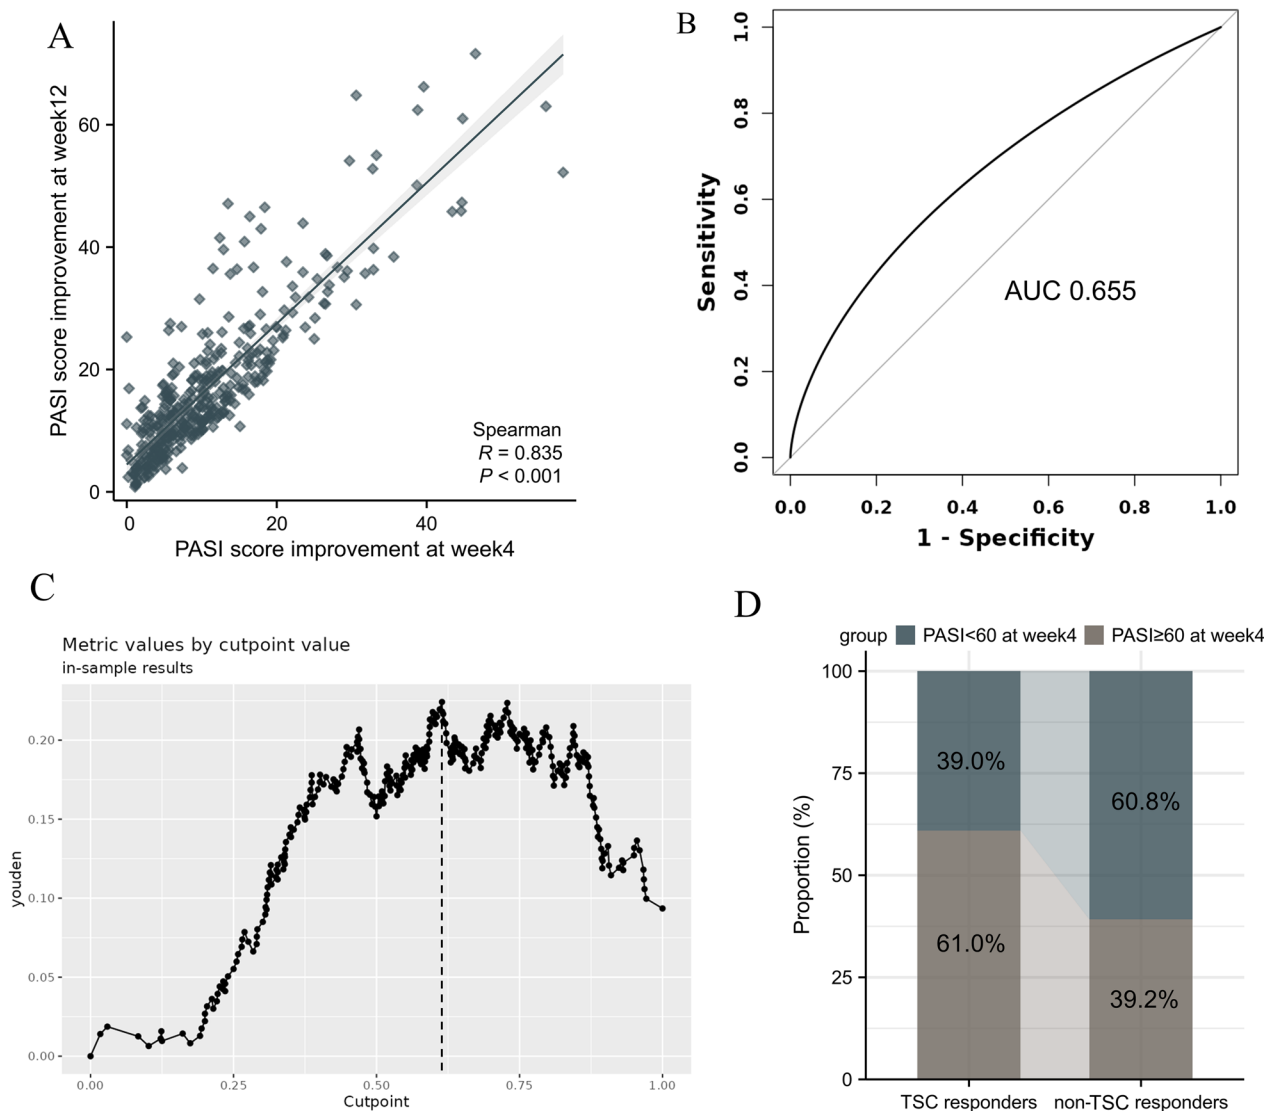 A
PASI score improvement at week12
60
40
20
0
Spearman
R = 0.835
P < 0.001
0
20
40
PASI score improvement at week4
B
Sensitivity
1.0
0.8
0.6
0.4
0.2
0.0
AUC 0.655
0.0
0.2
0.4
0.6
0.8
1.0
1 - Specificity
C
Metric values by cutpoint value
in-sample results
youden
0.20
0.15
0.10
0.05
0.00
0.00
0.25
0.50
0.75
1.00
Cutpoint
D
group
PASI<60 at week4
PASI≥60 at week4
Proportion (%)
100
75
50
25
0
39.0%
60.8%
61.0%
39.2%
TSC responders
non-TSC responders